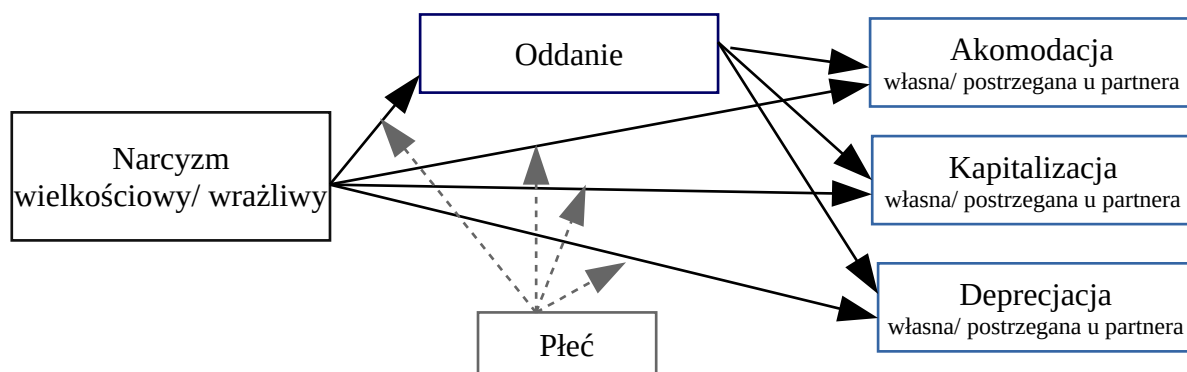 Oddanie
Akomodacja
własna/ postrzegana u partnera
Narcyzm
wielkościowy/ wrażliwy
Kapitalizacja
własna/ postrzegana u partnera
Deprecjacja
własna/ postrzegana u partnera
Płeć